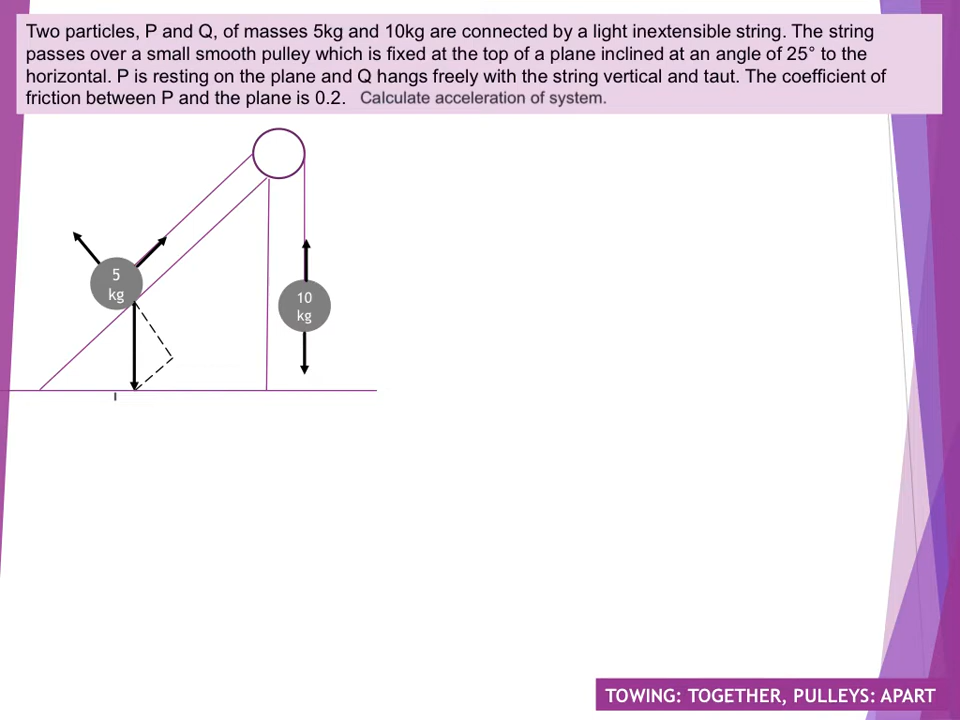 Two particles, P and Q, of masses 5kg and 10kg are connected by a light inextensible string. The string
passes over a small smooth pulley which is fixed at the top of a plane inclined at an angle of 25° to the
horizontal. P is resting on the plane and Q hangs freely with the string vertical and taut. The coefficient of
friction between P and the plane is 0.2. Calculate acceleration of system.
5
kg
10
kg
TOWING: TOGETHER, PULLEYS: APART